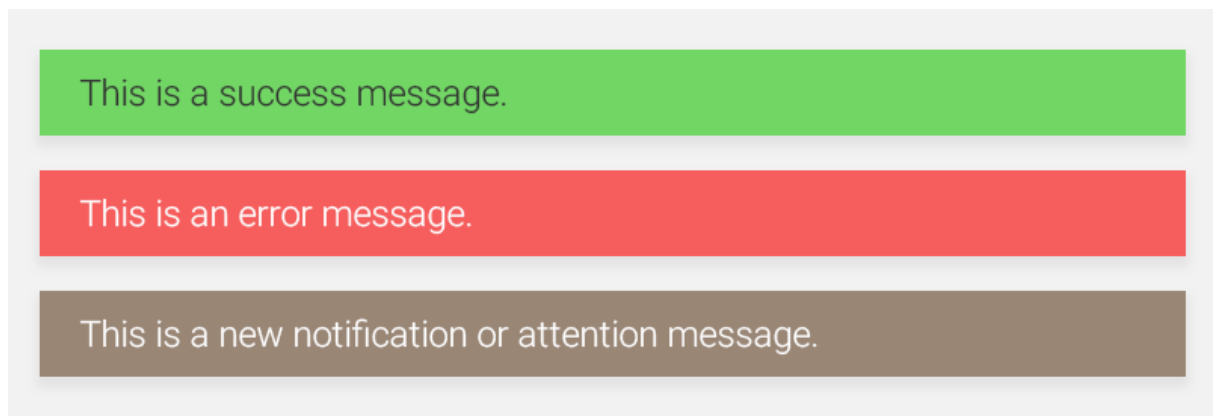 This is a success message.
This is an error message.
This is a new notification or attention message.